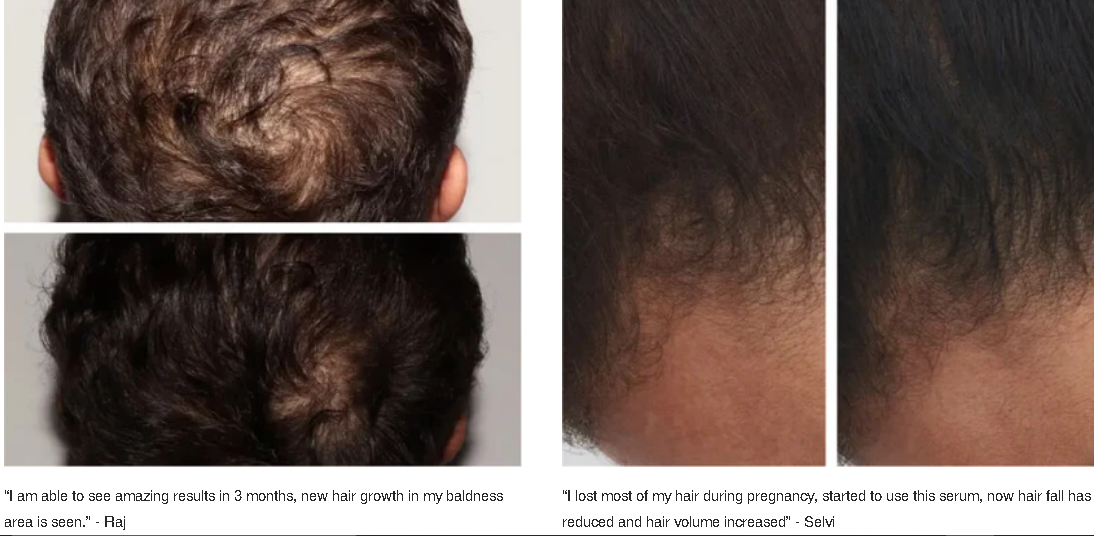 “I am able to see amazing results in 3 months, new hair growth in my baldness
area is seen.” - Raj
“I lost most of my hair during pregnancy, started to use this serum, now hair fall has
reduced and hair volume increased” - Selvi